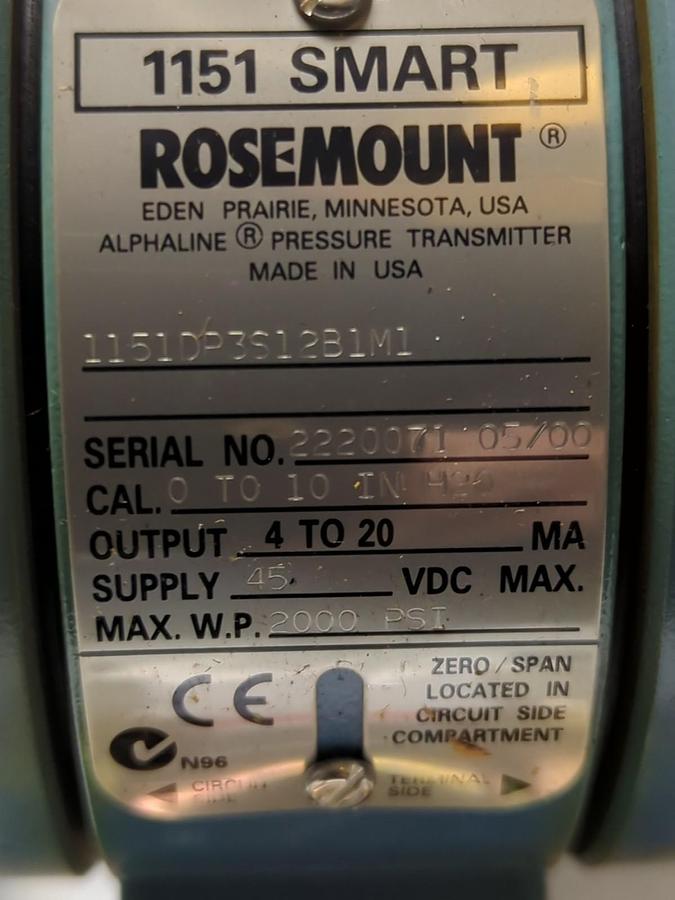 1151 SMART
ROSEMOUNT ®
EDEN PRAIRIE, MINNESOTA, USA
ALPHALINE ® PRESSURE TRANSMITTER
MADE IN USA
1151DP3S12B1M1
SERIAL NO. 2220071 05/00
CAL. 0 TO 10 IN H2O
OUTPUT 4 TO 20 MA
SUPPLY 45 VDC MAX.
MAX. W.P. 2000 PSI
ZERO/SPAN
LOCATED IN
CIRCUIT SIDE
COMPARTMENT
CE
N96
CIRCUIT
SIDE
TERMINAL
SIDE